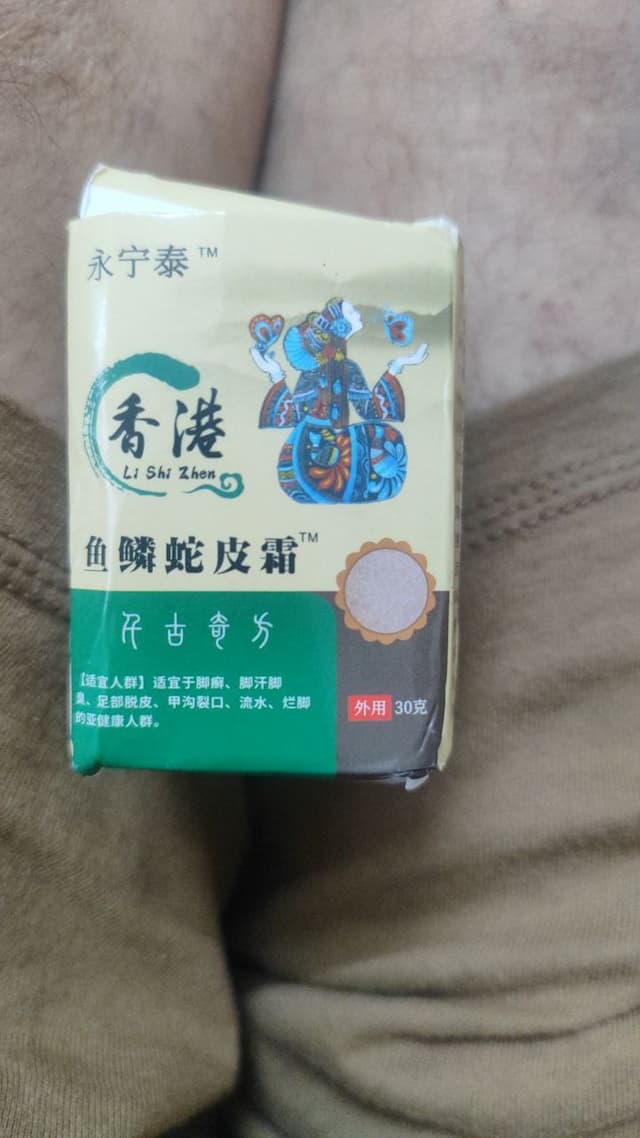 永宁泰™
香港
Li Shi Zhen
鱼鳞蛇皮霜™
千古奇方
【适宜人群】适宜于脚癣、脚汗脚
臭、足部脱皮、甲沟裂口、流水、烂脚
的亚健康人群。
外用 30克